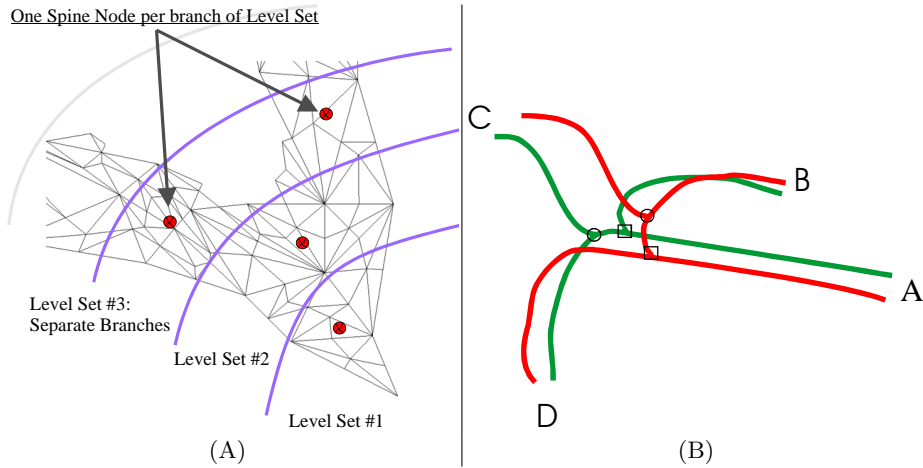 One Spine Node per branch of Level Set
Level Set #3:
Separate Branches
Level Set #2
Level Set #1
(A)
C
B
A
D
(B)